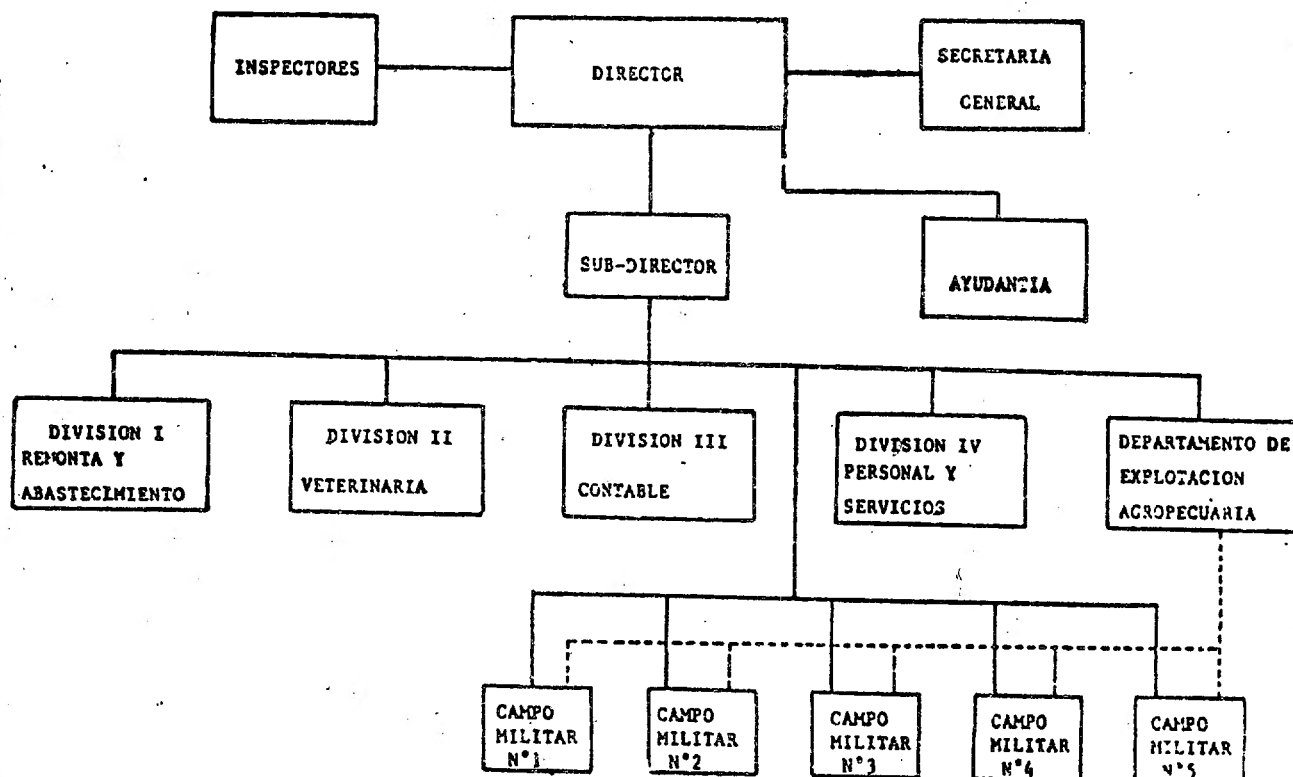 INSPECTORES
DIRECTOR
SECRETARIA
GENERAL
SUB-DIRECTOR
AYUDANTIA
DIVISION I
REMONTA Y
ABASTECIMIENTO
DIVISION II
VETERINARIA
DIVISION III
CONTABLE
DIVISION IV
PERSONAL Y
SERVICIOS
DEPARTAMENTO DE
EXPLOTACION
AGROPECUARIA
CAMPO
MILITAR
N°1
CAMPO
MILITAR
N°2
CAMPO
MILITAR
N°3
CAMPO
MILITAR
N°4
CAMPO
MILITAR
N°5